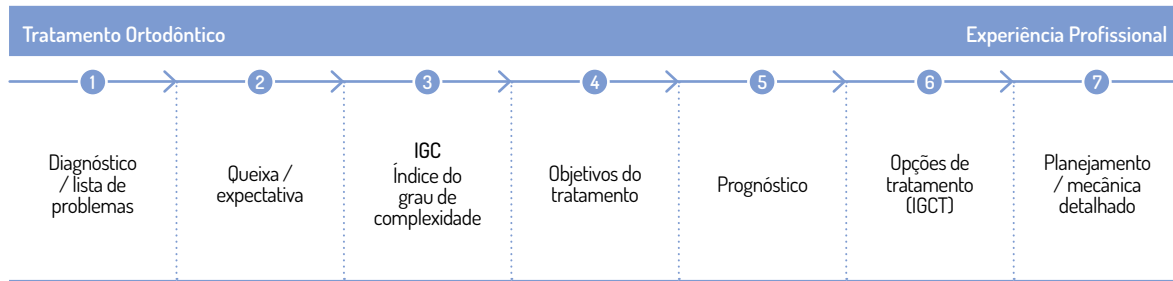 Tratamento Ortodôntico
Experiência Profissional
1
2
3
4
5
6
7
Diagnóstico
/ lista de
problemas
Queixa /
expectativa
IGC
Índice do
grau de
complexidade
Objetivos do
tratamento
Prognóstico
Opções de
tratamento
(IGCT)
Planejamento
/ mecânica
detalhado